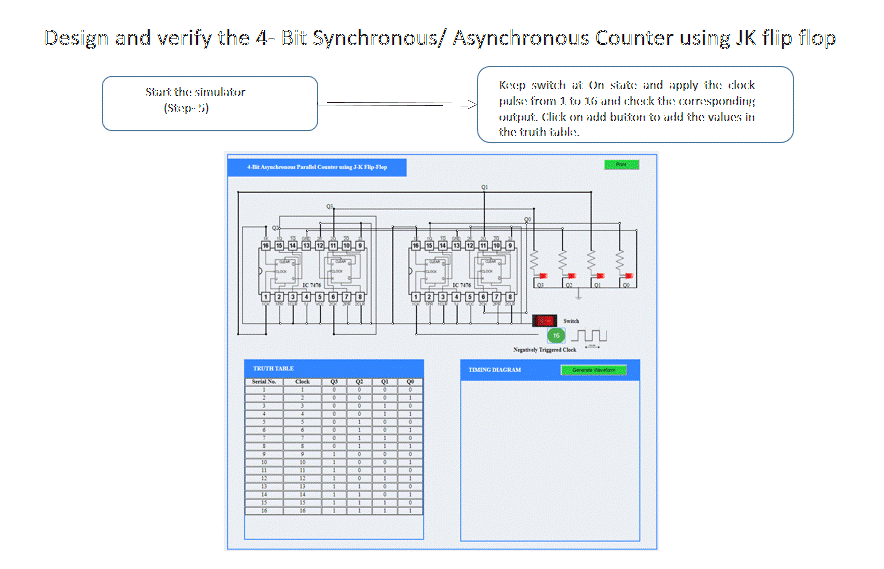 Design and verify the 4- Bit Synchronous/ Asynchronous Counter using JK flip flop
Start the simulator
(Step- 5)
Keep switch at On state and apply the clock
pulse from 1 to 16 and check the corresponding
output. Click on add button to add the values in
the truth table.
4-Bit Asynchronous Parallel Counter using J-K Flip-Flop
Print
Q1
Q3
16 15 14 13 12 11 10 9
16 15 14 13 12 11 10 9
CLEAR
CLEAR
CLEAR
CLEAR
CLOCK
CLOCK
CLOCK
CLOCK
IC 7476
IC 7476
1 2 3 4 5 6 7 8
1 2 3 4 5 6 7 8
Q3 Q2 Q1 Q0
Switch
16
Negatively Triggered Clock
TRUTH TABLE
Serial No. Clock Q3 Q2 Q1 Q0
1 1 0 0 0 0
2 2 0 0 0 1
3 3 0 0 1 0
4 4 0 0 1 1
5 5 0 1 0 0
6 6 0 1 0 1
7 7 0 1 1 0
8 8 0 1 1 1
9 9 1 0 0 0
10 10 1 0 0 1
11 11 1 0 1 0
12 12 1 0 1 1
13 13 1 1 0 0
14 14 1 1 0 1
15 15 1 1 1 0
16 16 1 1 1 1
TIMING DIAGRAM
Generate Waveform